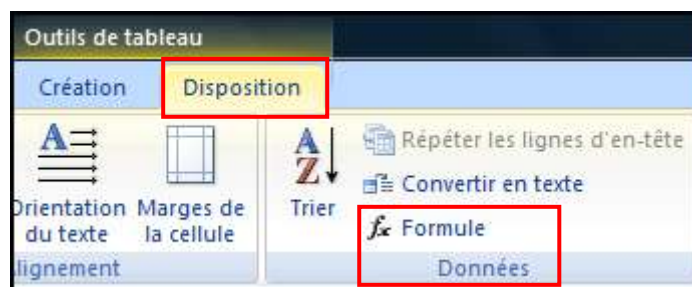 Outils de tableau
Création Disposition
Répéter les lignes d'en-tête
Convertir en texte
Orientation du texte
Marges de la cellule
Trier
Formule
lignement
Données